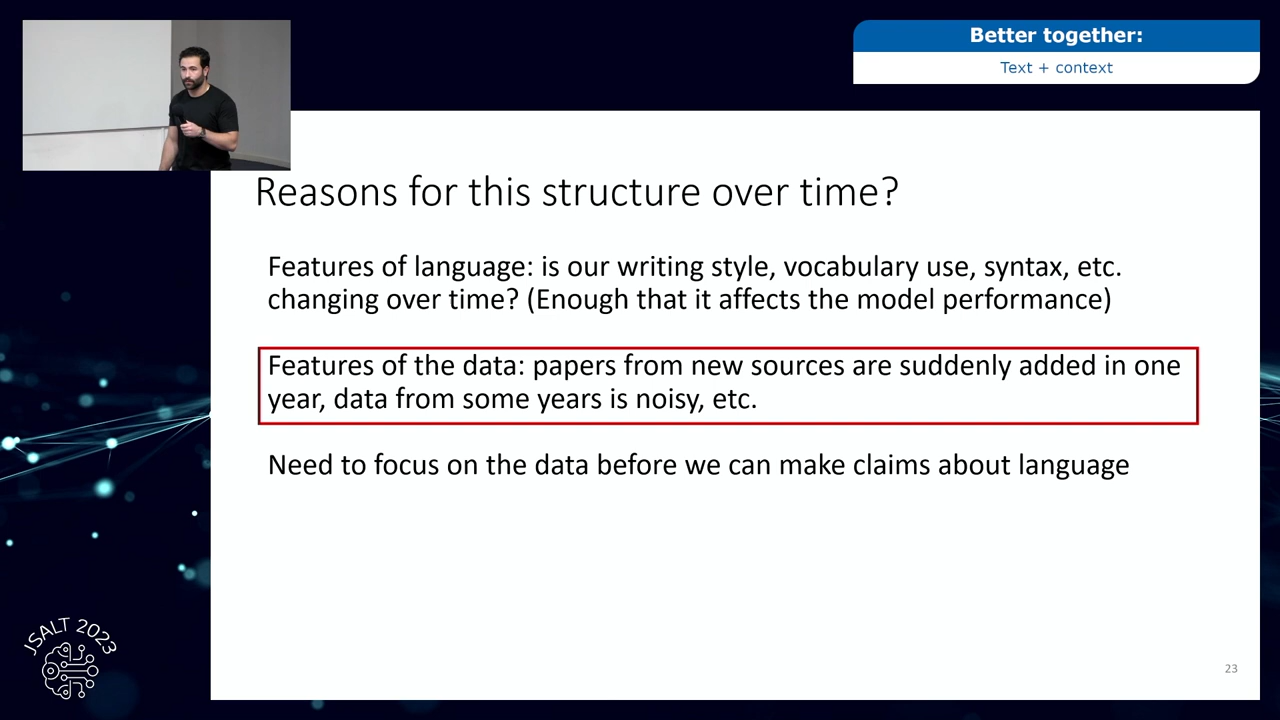 Better together:
Text + context
Reasons for this structure over time?
Features of language: is our writing style, vocabulary use, syntax, etc.
changing over time? (Enough that it affects the model performance)
Features of the data: papers from new sources are suddenly added in one
year, data from some years is noisy, etc.
Need to focus on the data before we can make claims about language
JSALT 2023
23